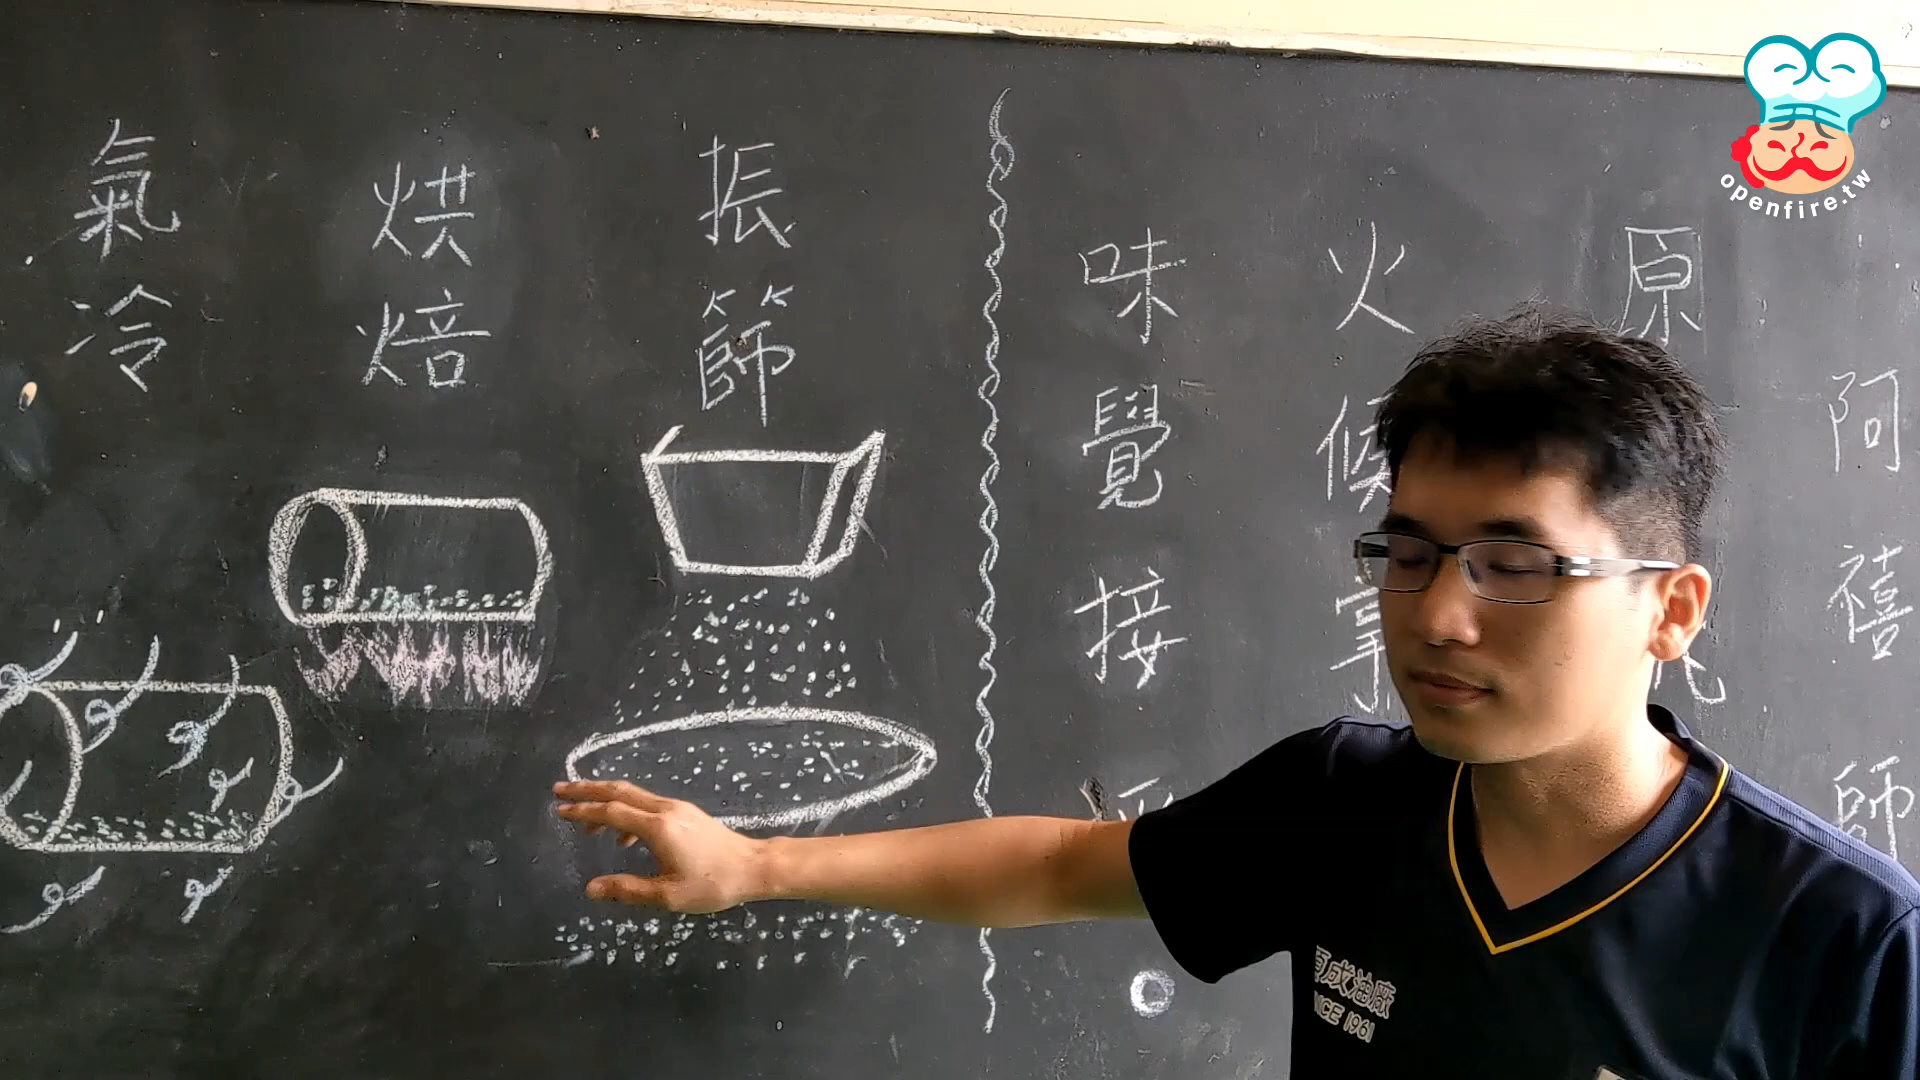 阿禧師
原
火候
味覺接
振篩
烘焙
氣冷
成油廠
1961
openfire.tw